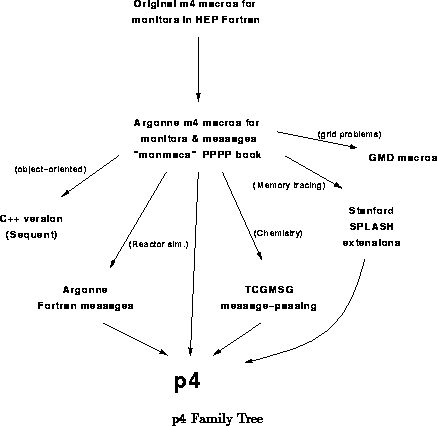 Original m4 macros for
monitors in HEP Fortran
Argonne m4 macros for
monitors & messages
"monmacs" PPPP book
(grid problems)
GMD macros
(object-oriented)
(Memory tracing)
C++ version
(Sequent)
Stanford
SPLASH
extensions
(Reactor sim.)
(Chemistry)
Argonne
Fortran messages
TCGMSG
message-passing
p4
p4 Family Tree